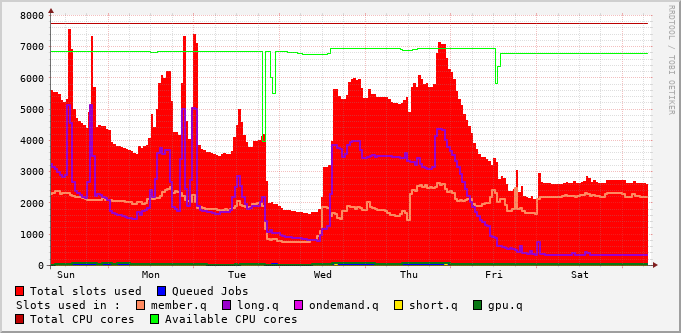 RRDTOOL / TOBI OETIKER
8000
7000
6000
5000
4000
3000
2000
1000
0
Sun Mon Tue Wed Thu Fri Sat
Total slots used Queued Jobs
Slots used in : member.q long.q ondemand.q short.q gpu.q
Total CPU cores Available CPU cores